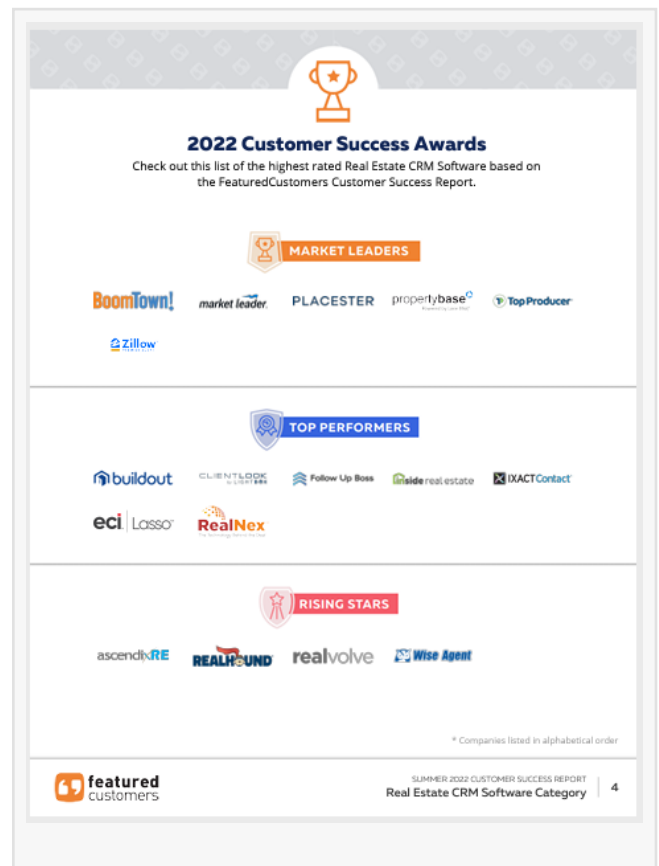 2022 Customer Success Awards
Check out this list of the highest rated Real Estate CRM Software based on
the FeaturedCustomers Customer Success Report.
MARKET LEADERS
BoomTown! market leader. PLACESTER propertybase Top Producer
Zillow
TOP PERFORMERS
buildout CLIENTLOOK Follow Up Boss inside real estate IXACTContact
BY LIGHTBOX
eci Lasso RealNex
RISING STARS
ascendixRE REALHOUND realvolve Wise Agent
* Companies listed in alphabetical order
featured
customers
SUMMER 2022 CUSTOMER SUCCESS REPORT
Real Estate CRM Software Category 4